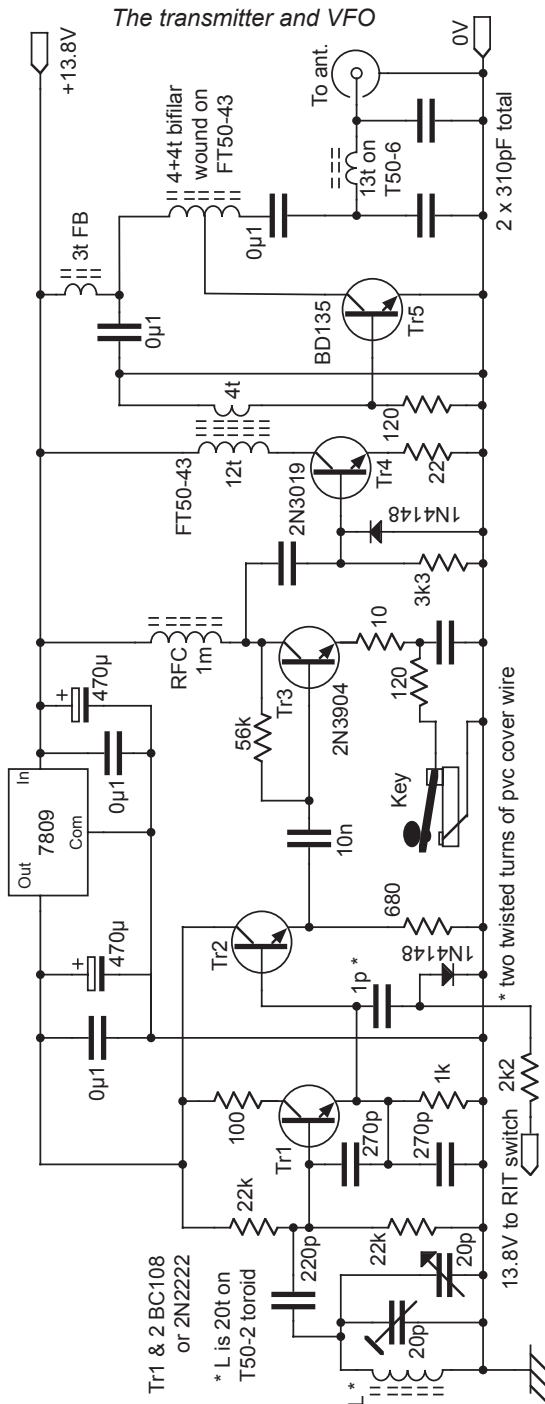 The transmitter and VFO
+13.8V
0V
To ant.
3t FB
4+4t bifilar
wound on
FT50-43
0µ1
0µ1
13t on
T50-6
2 x 310pF total
BD135
Tr5
4t
120
FT50-43
12t
2N3019
Tr4
22
1N4148
3k3
RFC
1m
56k
Tr3
2N3904
10
120
Key
10n
In
7809
Out
Com
+
470µ
0µ1
+
470µ
0µ1
Tr2
680
1N4148
1p *
* two twisted turns of pvc cover wire
2k2
13.8V to RIT switch
100
Tr1
1k
270p
270p
22k
22k
220p
20p
20p
Tr1 & 2 BC108
or 2N2222
* L is 20t on
T50-2 toroid
L *